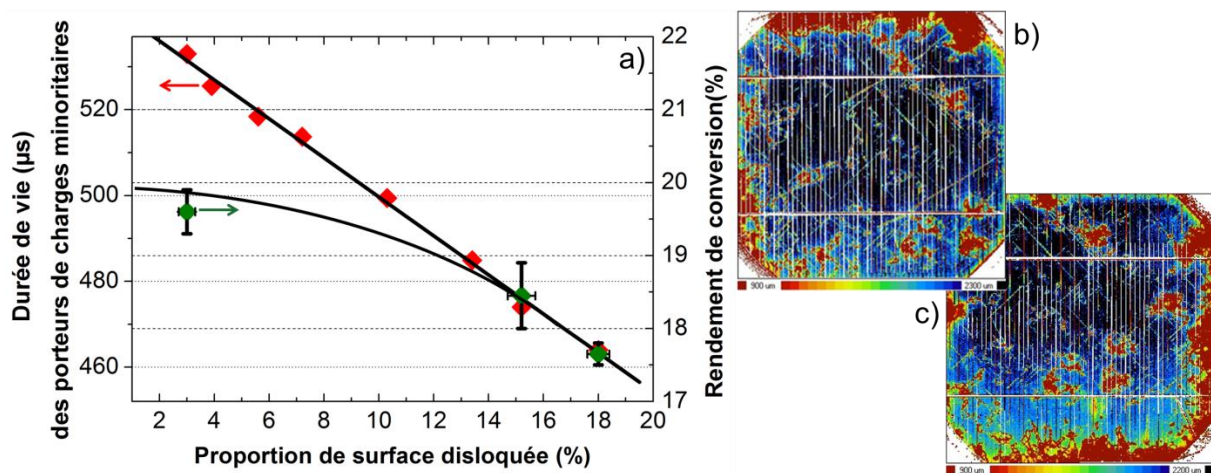 a)
b)
c)
Durée de vie (µs)
des porteurs de charges minoritaires
520
500
480
460
22
21
20
19
18
17
Rendement de conversion(%)
2 4 6 8 10 12 14 16 18 20
Proportion de surface disloquée (%)
900 um 2300 um
900 um 2200 um